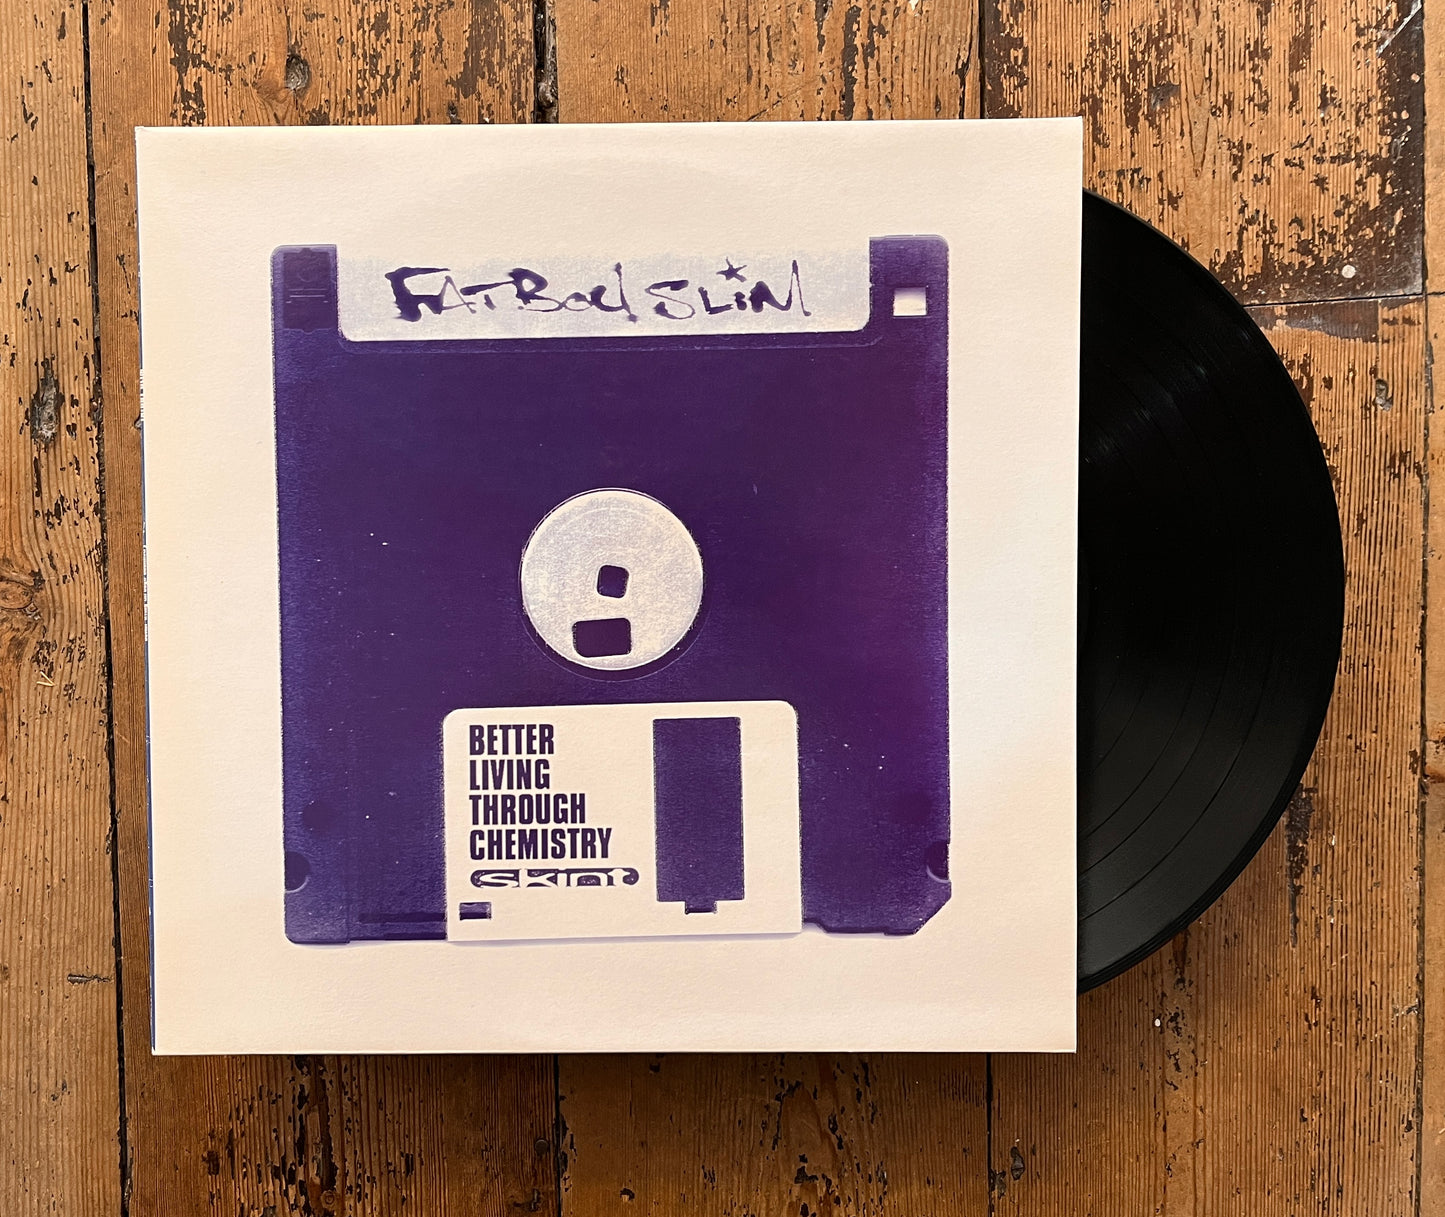 FATBOY SLiM
BETTER
LIVING
THROUGH
CHEMISTRY
skint